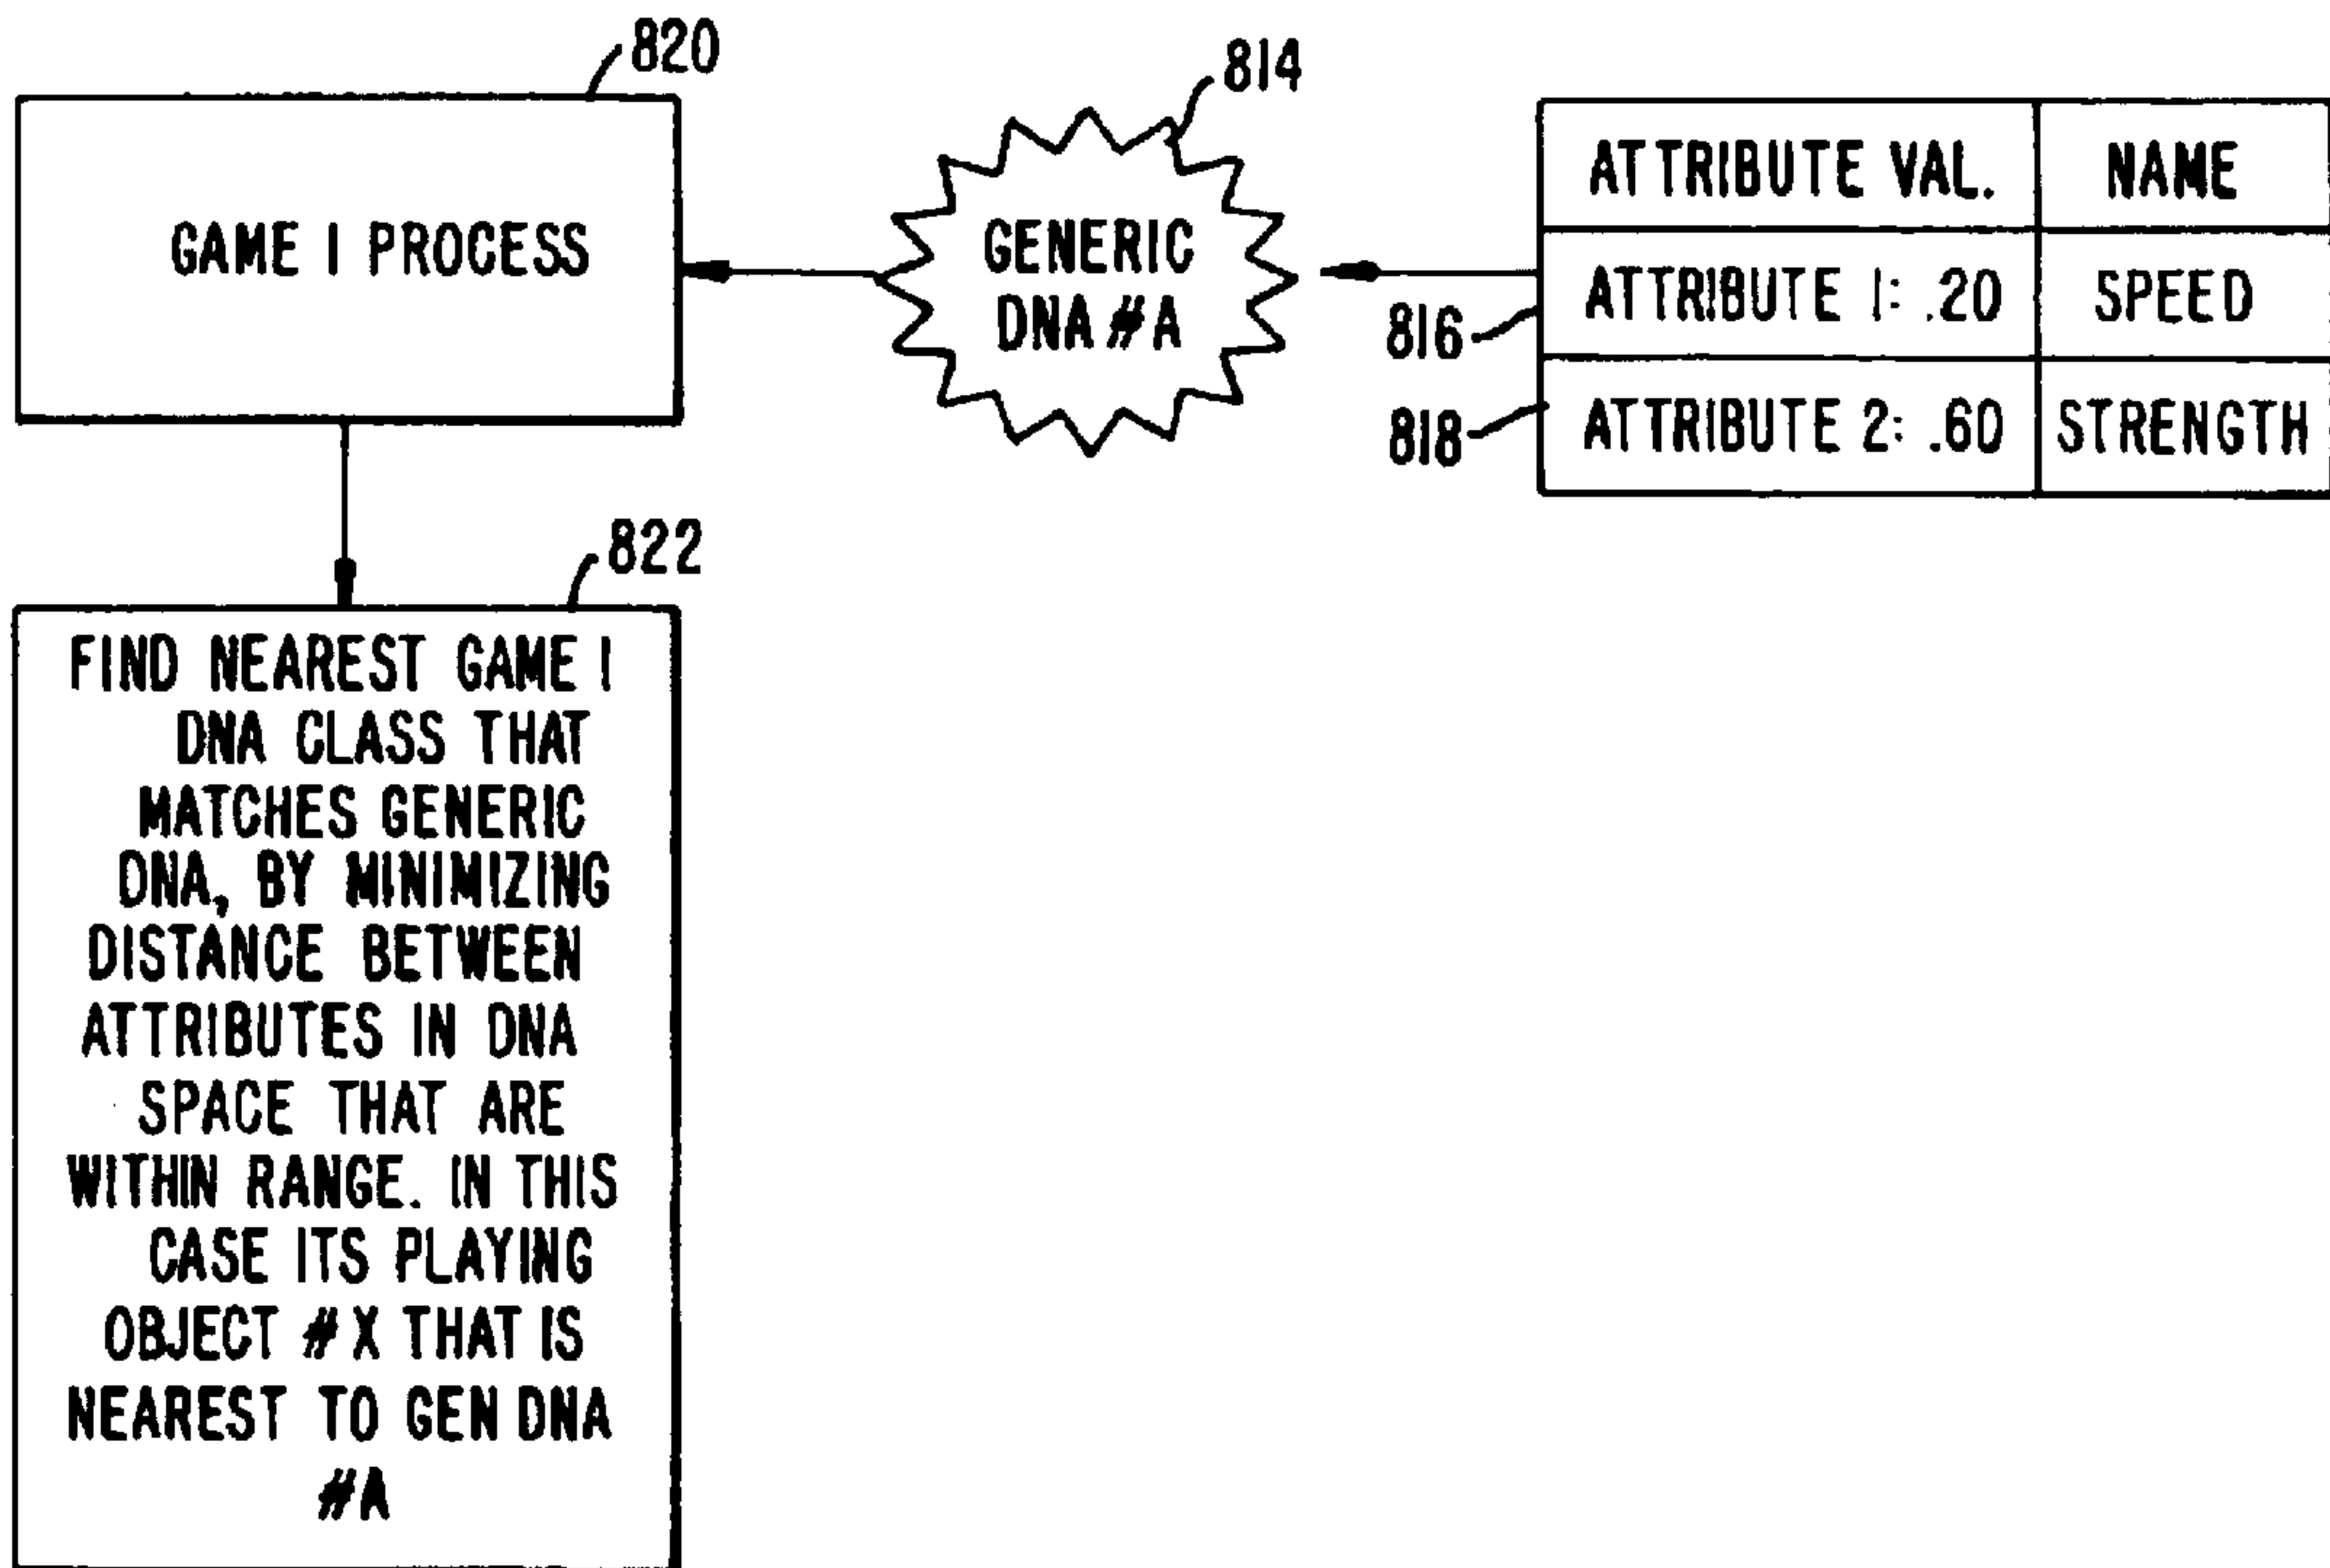 820
814
GAME 1 PROCESS
GENERIC
DNA #A
ATTRIBUTE VAL. NAME
ATTRIBUTE 1: .20 SPEED
ATTRIBUTE 2: .60 STRENGTH
816
818
822
FIND NEAREST GAME 1
DNA CLASS THAT
MATCHES GENERIC
DNA, BY MINIMIZING
DISTANCE BETWEEN
ATTRIBUTES IN DNA
SPACE THAT ARE
WITHIN RANGE. IN THIS
CASE ITS PLAYING
OBJECT #X THAT IS
NEAREST TO GEN DNA
#A